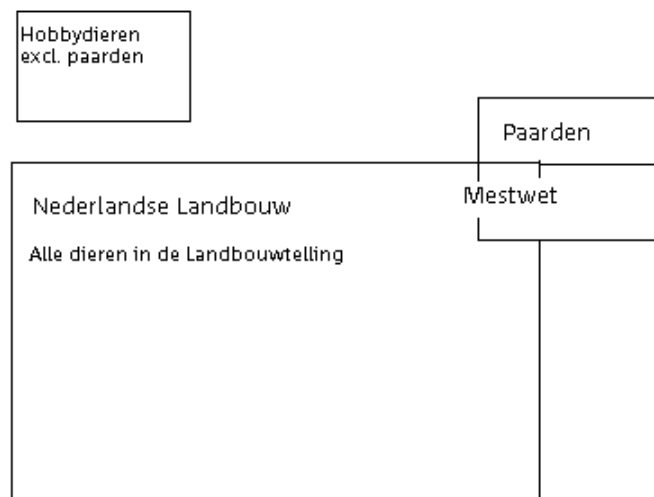 Hobbydieren
excl. paarden
Paarden
Mestwet
Nederlandse Landbouw
Alle dieren in de Landbouwtelling